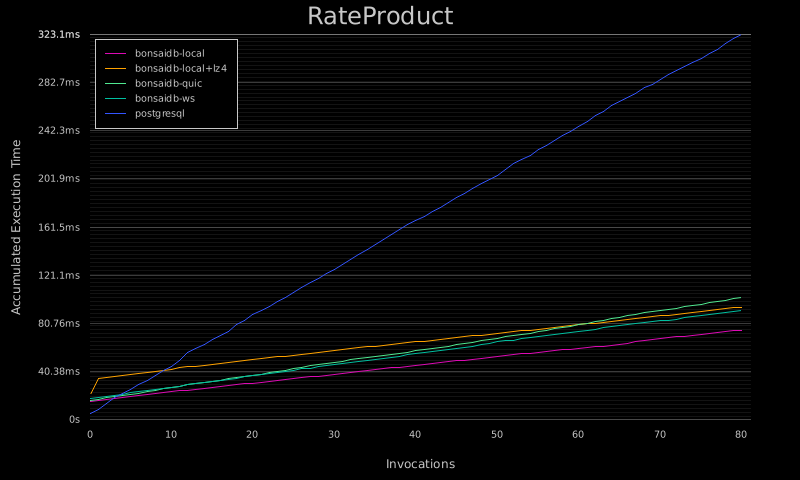 RateProduct
323.1ms
282.7ms
242.3ms
201.9ms
161.5ms
121.1ms
80.76ms
40.38ms
0s
Accumulated Execution Time
bonsaidb-local
bonsaidb-local+lz4
bonsaidb-quic
bonsaidb-ws
postgresql
0 10 20 30 40 50 60 70 80
Invocations